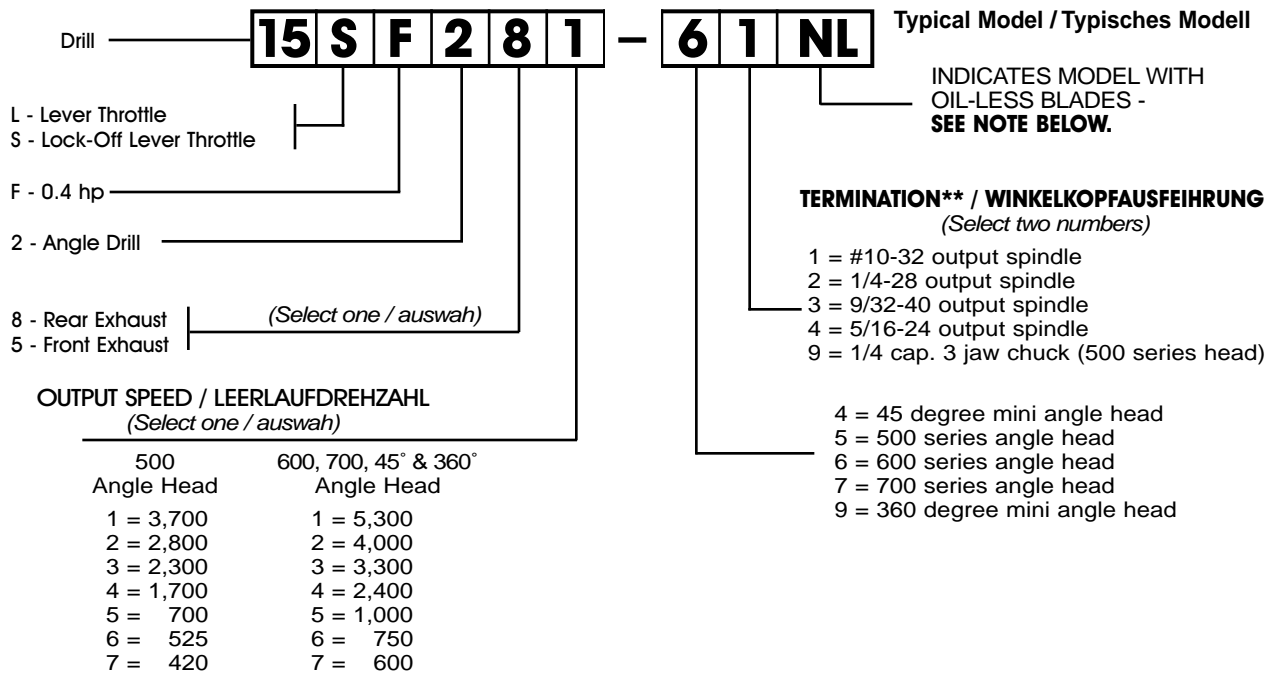 Drill 15 S F 2 8 1 – 6 1 NL Typical Model / Typisches Modell
INDICATES MODEL WITH
OIL-LESS BLADES -
SEE NOTE BELOW.
L - Lever Throttle
S - Lock-Off Lever Throttle
F - 0.4 hp
2 - Angle Drill
8 - Rear Exhaust
5 - Front Exhaust
(Select one / auswah)
OUTPUT SPEED / LEERLAUFDREHZAHL
(Select one / auswah)
500
Angle Head
1 = 3,700
2 = 2,800
3 = 2,300
4 = 1,700
5 = 700
6 = 525
7 = 420
600, 700, 45° & 360°
Angle Head
1 = 5,300
2 = 4,000
3 = 3,300
4 = 2,400
5 = 1,000
6 = 750
7 = 600
TERMINATION** / WINKELKOPFAUSFEIHRUNG
(Select two numbers)
1 = #10-32 output spindle
2 = 1/4-28 output spindle
3 = 9/32-40 output spindle
4 = 5/16-24 output spindle
9 = 1/4 cap. 3 jaw chuck (500 series head)
4 = 45 degree mini angle head
5 = 500 series angle head
6 = 600 series angle head
7 = 700 series angle head
9 = 360 degree mini angle head